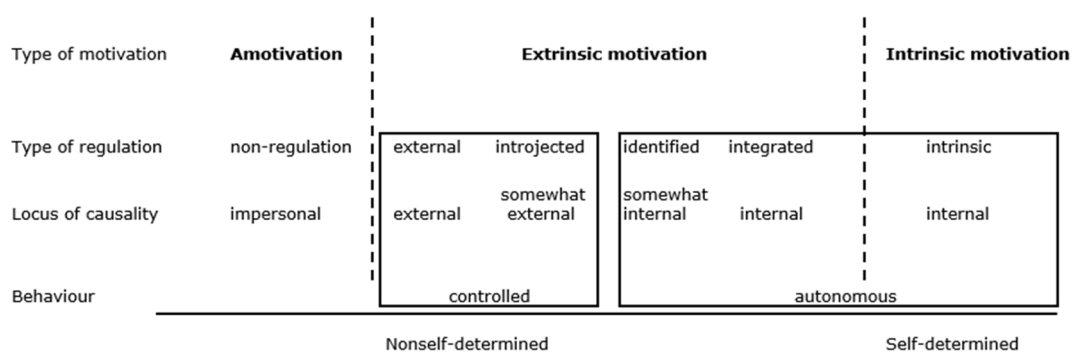 Type of motivation Amotivation Extrinsic motivation Intrinsic motivation
Type of regulation non-regulation external introjected identified integrated intrinsic
somewhat somewhat
Locus of causality impersonal external external internal internal internal
Behaviour controlled autonomous
Nonself-determined Self-determined